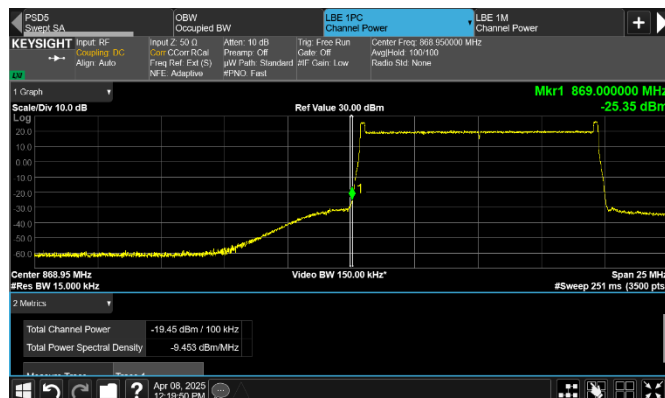 PSD5
Swept SA
OBW
Occupied BW
LBE 1PC
Channel Power
LBE 1M
Channel Power
KEYSIGHT
Input: RF
Coupling: DC
Align: Auto
Input Z: 50 Ω
Corr CCorr RCal
Freq Ref: Ext (S)
NFE: Adaptive
Atten: 10 dB
Preamp: Off
µW Path: Standard
#PNO: Fast
Trig: Free Run
Gate: Off
#IF Gain: Low
Center Freq: 868.950000 MHz
Avg|Hold: 100/100
Radio Std: None
LXI
1 Graph
Mkr1 869.000000 MHz
Scale/Div 10.0 dB
Ref Value 30.00 dBm
-25.35 dBm
Log
20.0
10.0
0.00
-10.0
-20.0
-30.0
-40.0
-50.0
-60.0
1
Center 868.95 MHz
Video BW 150.00 kHz*
Span 25 MHz
#Res BW 15.000 kHz
#Sweep 251 ms (3500 pts)
2 Metrics
Total Channel Power
-19.45 dBm / 100 kHz
Total Power Spectral Density
-9.453 dBm/MHz
Measure Trace
Trace 1
?
Apr 08, 2025
12:19:50 PM